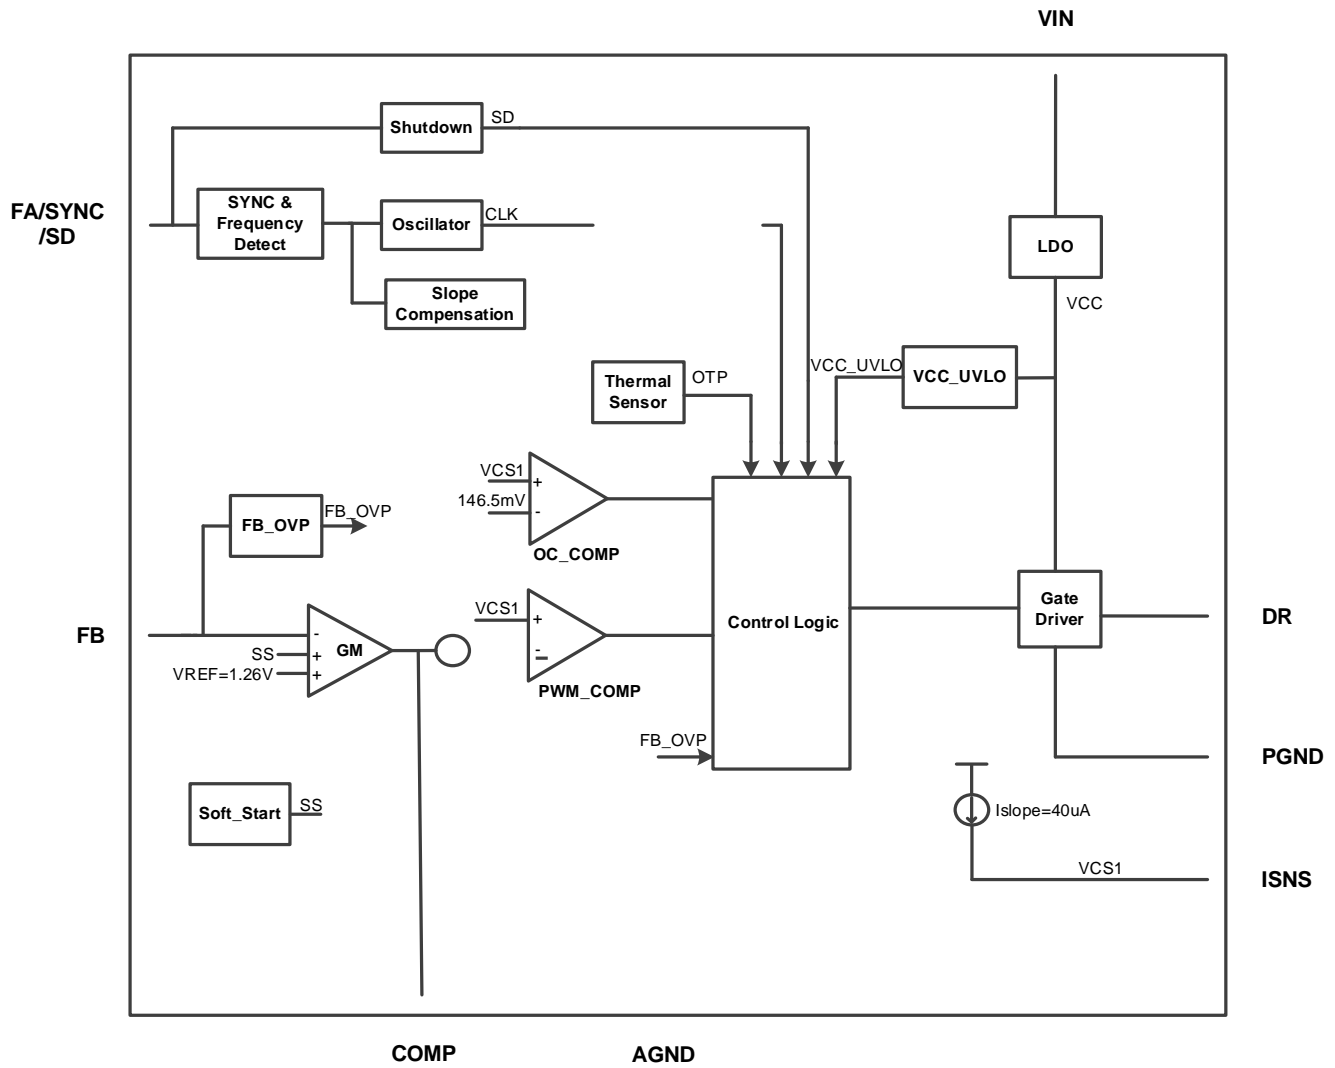 VIN
Shutdown
SD
FA/SYNC
/SD
SYNC &
Frequency
Detect
Oscillator
CLK
LDO
Slope
Compensation
VCC
Thermal
Sensor
OTP
VCC_UVLO
VCC_UVLO
VCS1
+
146.5mV
-
OC_COMP
FB_OVP
FB_OVP
Control Logic
Gate
Driver
DR
FB
-
SS
+
GM
VREF=1.26V
+
VCS1
+
-
PWM_COMP
FB_OVP
PGND
Soft_Start
SS
Islope=40uA
VCS1
ISNS
COMP
AGND